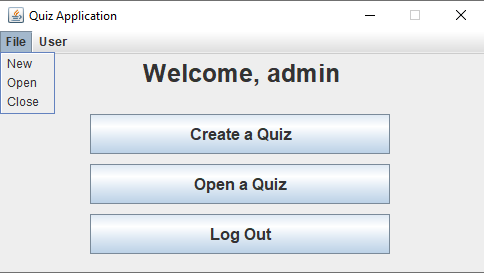 Quiz Application
File User
New
Open
Close
Welcome, admin
Create a Quiz
Open a Quiz
Log Out